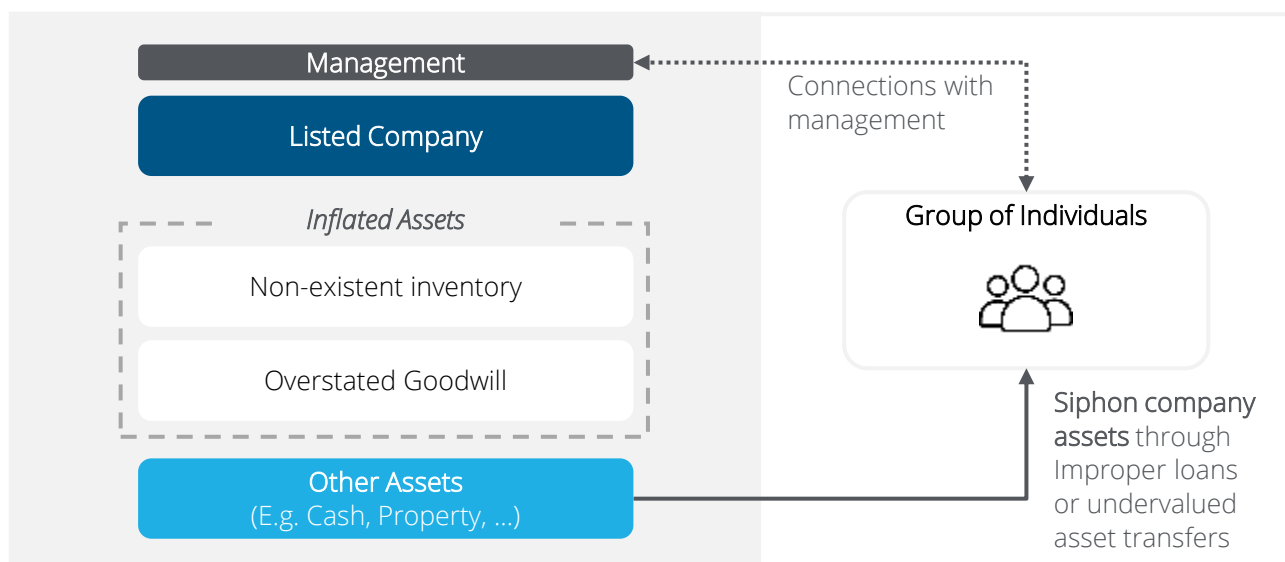 Management
Connections with
management
Listed Company
Inflated Assets
Non-existent inventory
Overstated Goodwill
Other Assets
(E.g. Cash, Property, ...)
Group of Individuals
Siphon company
assets through
Improper loans
or undervalued
asset transfers